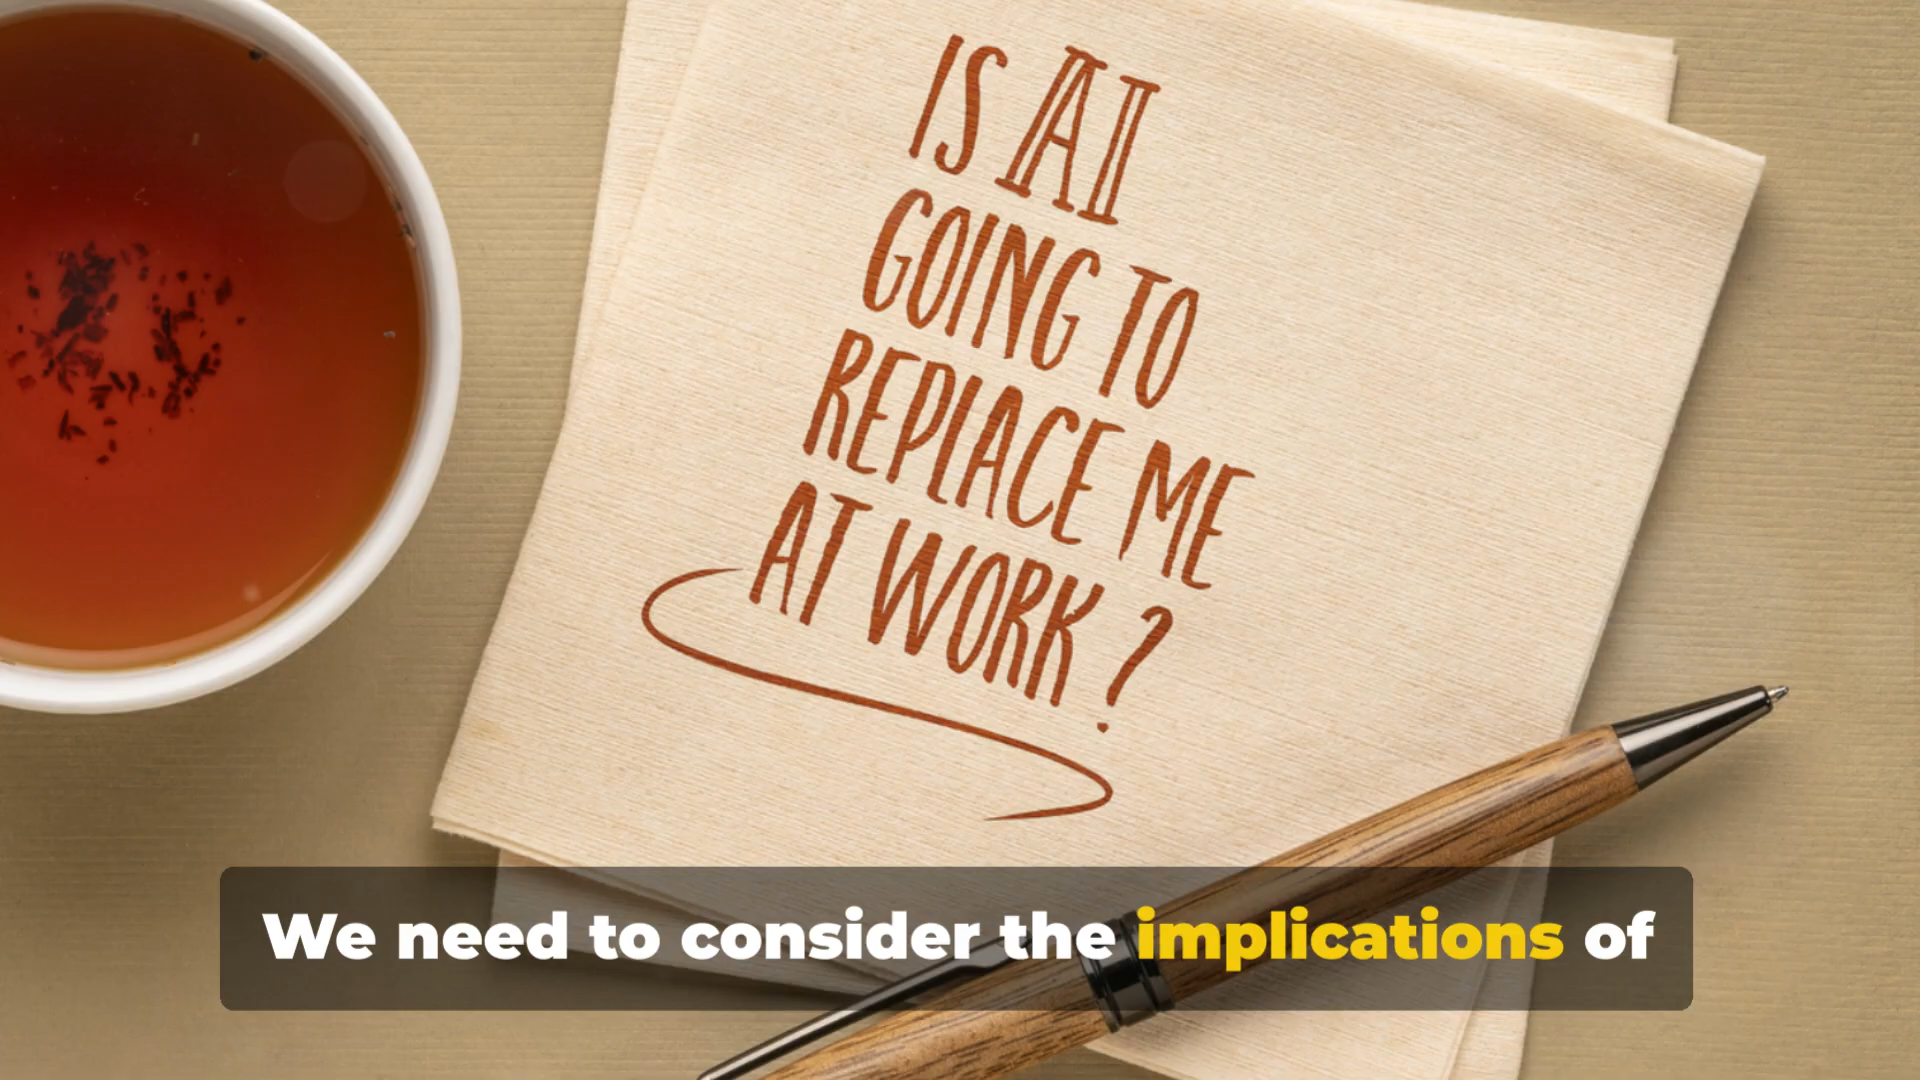 IS AI
GOING TO
REPLACE ME
AT WORK ?
We need to consider the implications of